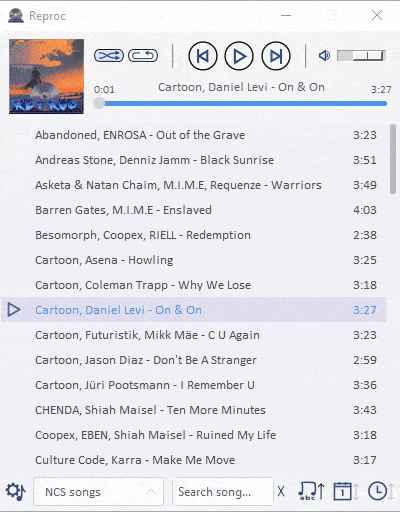 Reproc
0:01 Cartoon, Daniel Levi - On & On 3:27
Abandoned, ENROSA - Out of the Grave 3:23
Andreas Stone, Denniz Jamm - Black Sunrise 3:51
Asketa & Natan Chaim, M.I.M.E, Requenze - Warriors 3:49
Barren Gates, M.I.M.E - Enslaved 4:03
Besomorph, Coopex, RIELL - Redemption 2:38
Cartoon, Asena - Howling 3:25
Cartoon, Coleman Trapp - Why We Lose 3:18
Cartoon, Daniel Levi - On & On 3:27
Cartoon, Futuristik, Mikk Mäe - C U Again 3:23
Cartoon, Jason Diaz - Don't Be A Stranger 2:59
Cartoon, Jüri Pootsmann - I Remember U 3:36
CHENDA, Shiah Maisel - Ten More Minutes 3:43
Coopex, EBEN, Shiah Maisel - Ruined My Life 3:18
Culture Code, Karra - Make Me Move 3:17
NCS songs Search song... X abc 1